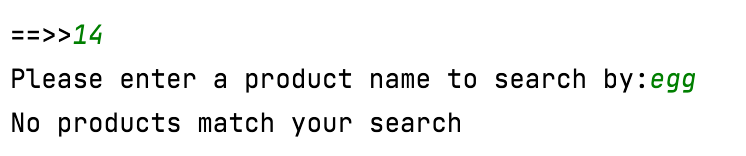 ==>>14
Please enter a product name to search by:egg
No products match your search